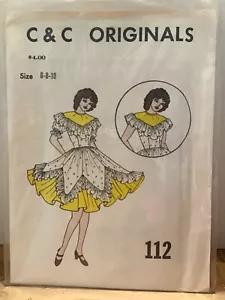 C & C ORIGINALS
$4.00
Size 6-8-10
112